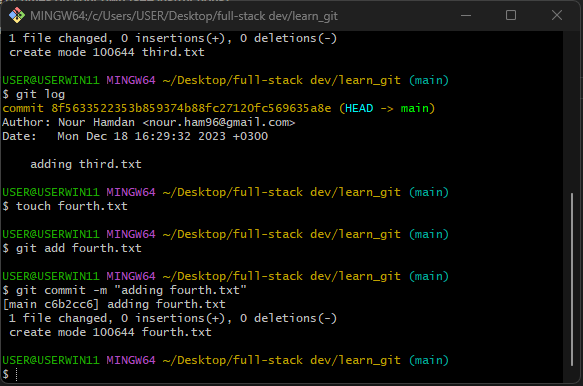 MINGW64:/c/Users/USER/Desktop/full-stack dev/learn_git
1 file changed, 0 insertions(+), 0 deletions(-)
create mode 100644 third.txt
USER@USERWIN11 MINGW64 ~/Desktop/full-stack dev/learn_git (main)
$ git log
commit 8f5633522353b859374b88fc27120fc569635a8e (HEAD -> main)
Author: Nour Hamdan <nour.ham96@gmail.com>
Date:   Mon Dec 18 16:29:32 2023 +0300
adding third.txt
USER@USERWIN11 MINGW64 ~/Desktop/full-stack dev/learn_git (main)
$ touch fourth.txt
USER@USERWIN11 MINGW64 ~/Desktop/full-stack dev/learn_git (main)
$ git add fourth.txt
USER@USERWIN11 MINGW64 ~/Desktop/full-stack dev/learn_git (main)
$ git commit -m "adding fourth.txt"
[main c6b2cc6] adding fourth.txt
1 file changed, 0 insertions(+), 0 deletions(-)
create mode 100644 fourth.txt
USER@USERWIN11 MINGW64 ~/Desktop/full-stack dev/learn_git (main)
$